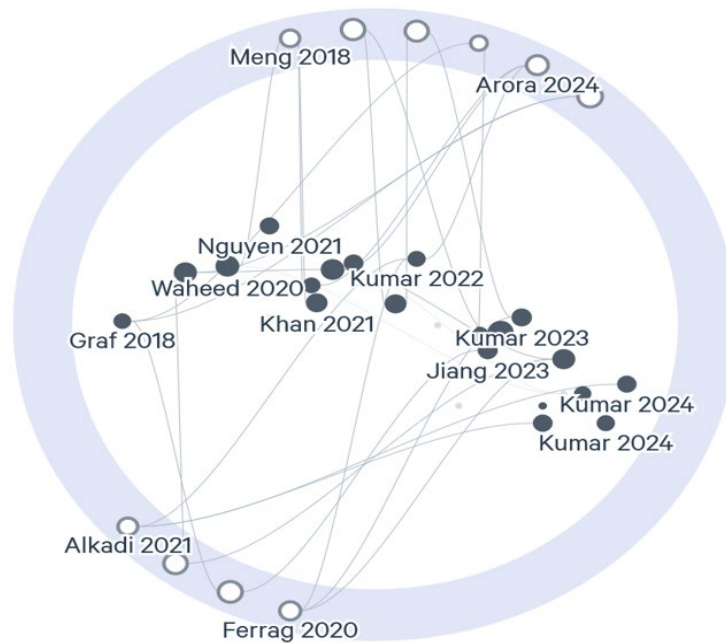 Meng 2018
Arora 2024
Nguyen 2021
Waheed 2020
Kumar 2022
Khan 2021
Graf 2018
Kumar 2023
Jiang 2023
Kumar 2024
Kumar 2024
Alkadi 2021
Ferrag 2020